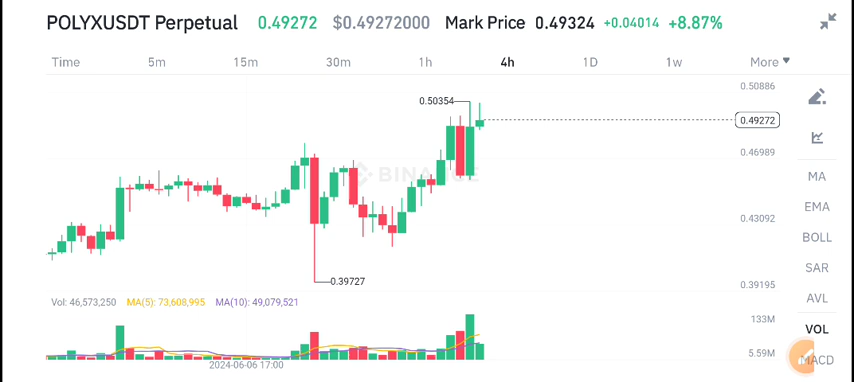 POLYXUSDT Perpetual 0.49272 $0.49272000 Mark Price 0.49324 +0.04014 +8.87%
Time 5m 15m 30m 1h 4h 1D 1w More
0.50886
0.50354
0.49272
0.46989
BINANCE
MA
EMA
0.43092
BOLL
SAR
0.39727
0.39195
AVL
Vol: 46,573,250 MA(5): 73,608,995 MA(10): 49,079,521
133M
VOL
5.59M
MACD
2024-06-06 17:00